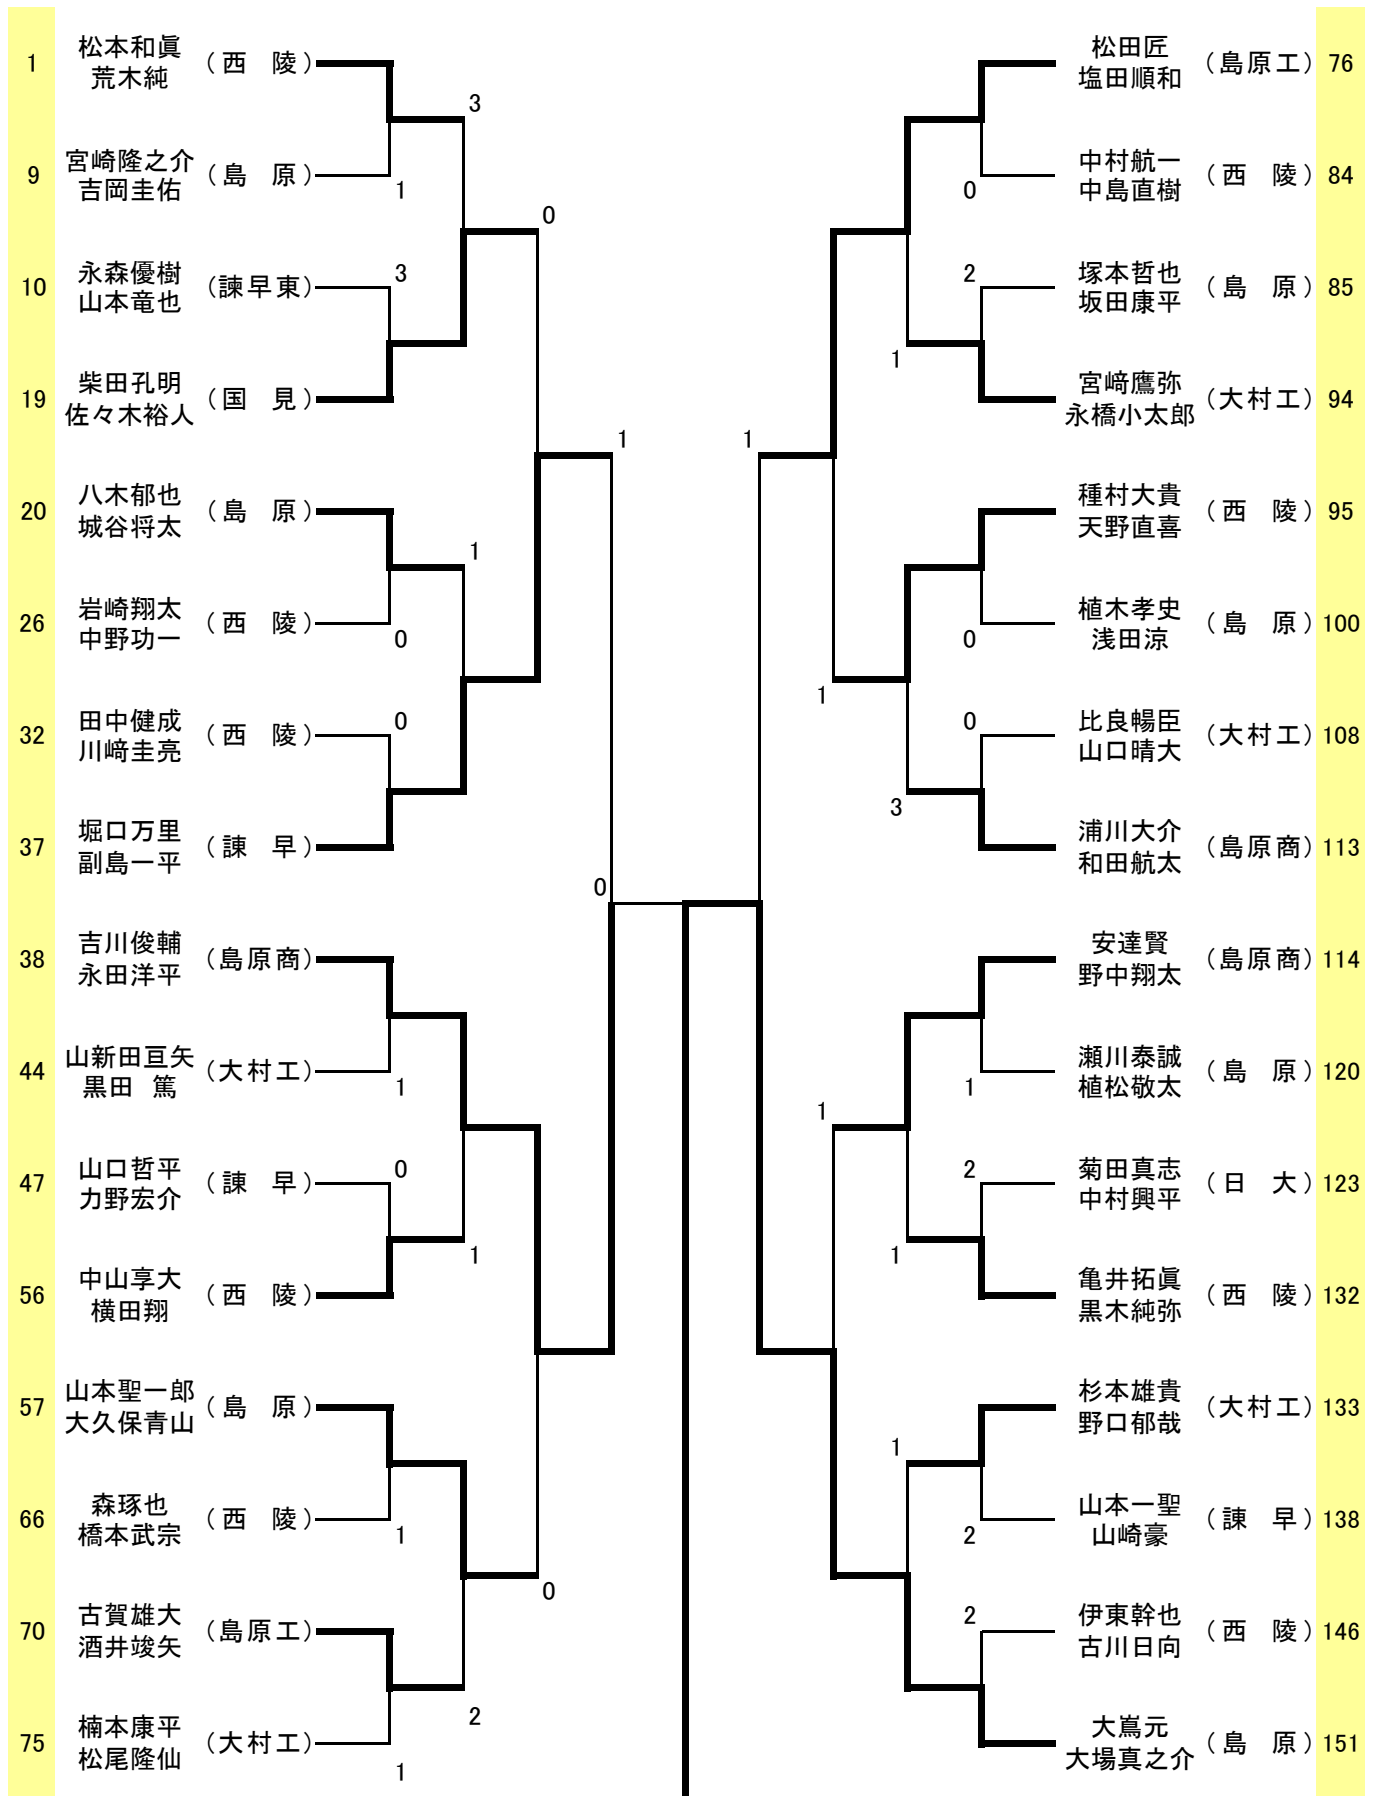 1 松本和眞 (西 陵)
荒木純
3
9 宮崎隆之介 (島 原)
吉岡圭佑
1
0
10 永森優樹 (諫早東)
山本竜也
3
19 柴田孔明 (国 見)
佐々木裕人
1
20 八木郁也 (島 原)
城谷将太
1
26 岩崎翔太 (西 陵)
中野功一
0
32 田中健成 (西 陵)
川﨑圭亮
0
37 堀口万里 (諌 早)
副島一平
0
38 吉川俊輔 (島原商)
永田洋平
44 山新田亘矢 (大村工)
黒田 篤
1
47 山口哲平 (諌 早)
力野宏介
0
1
56 中山享大 (西 陵)
横田翔
57 山本聖一郎 (島 原)
大久保青山
66 森琢也 (西 陵)
橋本武宗
1
0
70 古賀雄大 (島原工)
酒井竣矢
2
75 楠本康平 (大村工)
松尾隆仙
1
松田匠 (島原工) 76
塩田順和
中村航一 (西 陵) 84
中島直樹
0
塚本哲也 (島 原) 85
坂田康平
2
1
宮﨑鷹弥 (大村工) 94
永橋小太郎
1
種村大貴 (西 陵) 95
天野直喜
植木孝史 (島 原) 100
浅田涼
0
1
比良暢臣 (大村工) 108
山口晴大
0
3
浦川大介 (島原商) 113
和田航太
安達賢 (島原商) 114
野中翔太
瀬川泰誠 (島 原) 120
植松敬太
1
1
菊田真志 (日 大) 123
中村興平
2
1
亀井拓眞 (西 陵) 132
黒木純弥
杉本雄貴 (大村工) 133
野口郁哉
1
山本一聖 (諌 早) 138
山崎豪
2
伊東幹也 (西 陵) 146
古川日向
2
大嶌元 (島 原) 151
大場真之介